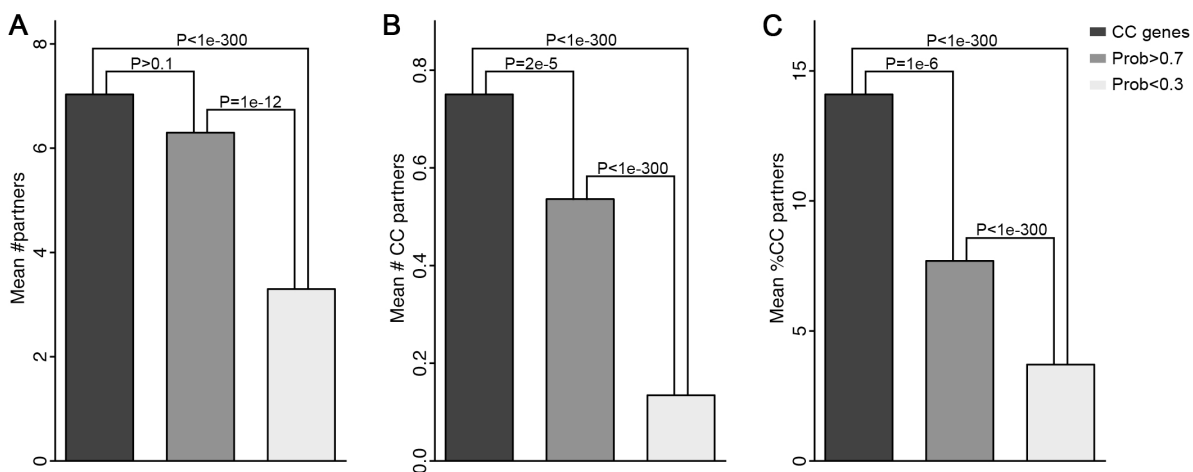 A
B
C
CC genes
Prob>0.7
Prob<0.3
Mean #partners
0
2
4
6
8
P<1e-300
P>0.1
P=1e-12
Mean # CC partners
0.0
0.2
0.4
0.6
0.8
P<1e-300
P=2e-5
P<1e-300
Mean %CC partners
0
5
10
15
P<1e-300
P=1e-6
P<1e-300